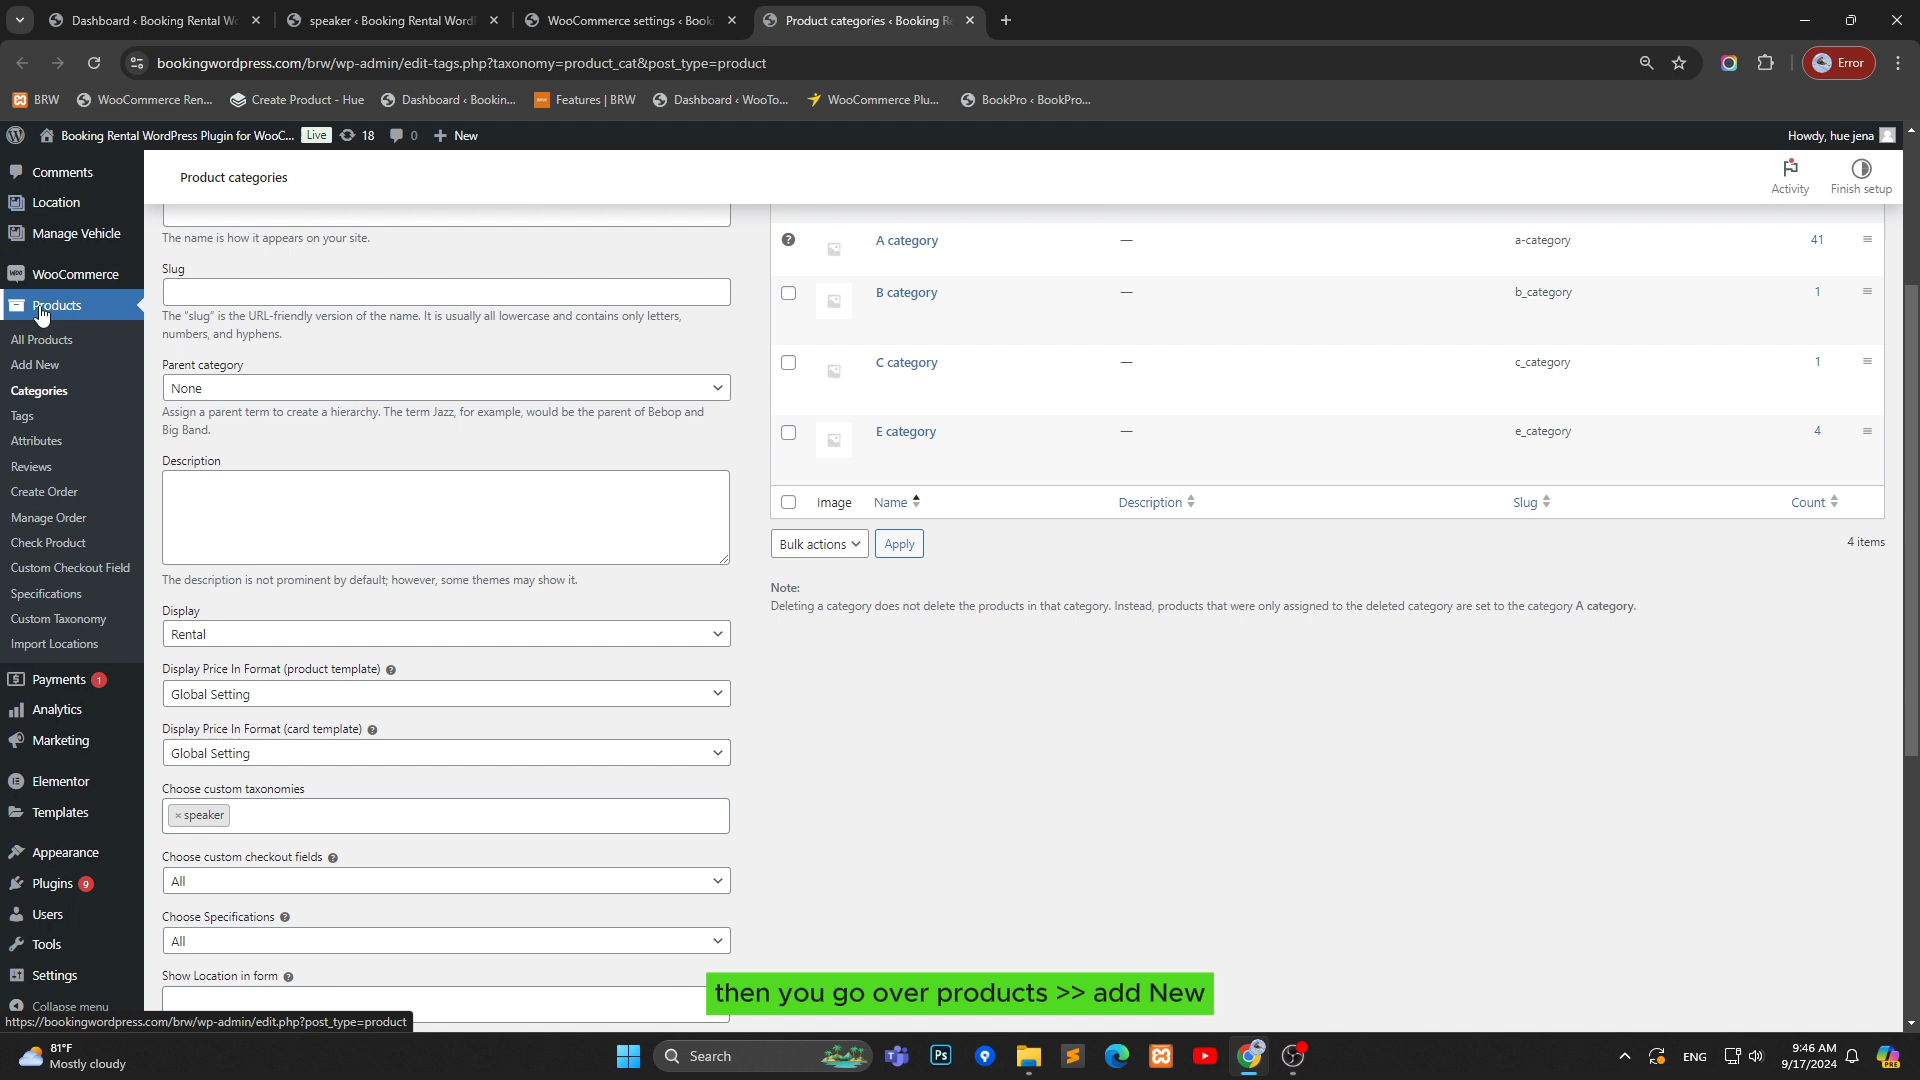 Dashboard ‹ Booking Rental W
speaker ‹ Booking Rental Word
WooCommerce settings ‹ Book
Product categories ‹ Booking R
bookingwordpress.com/brw/wp-admin/edit-tags.php?taxonomy=product_cat&post_type=product
Error
BRW
WooCommerce Ren...
Create Product - Hue
Dashboard ‹ Bookin...
Features | BRW
Dashboard ‹ WooTo...
WooCommerce Plu...
BookPro ‹ BookPro...
Booking Rental WordPress Plugin for WooC...
Live
18
0
New
Howdy, hue jena
Comments
Location
Manage Vehicle
WooCommerce
Products
All Products
Add New
Categories
Tags
Attributes
Reviews
Create Order
Manage Order
Check Product
Custom Checkout Field
Specifications
Custom Taxonomy
Import Locations
Payments 1
Analytics
Marketing
Elementor
Templates
Appearance
Plugins 9
Users
Tools
Settings
Collapse menu
https://bookingwordpress.com/brw/wp-admin/edit.php?post_type=product
Product categories
Activity
Finish setup
The name is how it appears on your site.
Slug
The “slug” is the URL-friendly version of the name. It is usually all lowercase and contains only letters,
numbers, and hyphens.
Parent category
None
Assign a parent term to create a hierarchy. The term Jazz, for example, would be the parent of Bebop and
Big Band.
Description
The description is not prominent by default; however, some themes may show it.
Display
Rental
Display Price In Format (product template)
Global Setting
Display Price In Format (card template)
Global Setting
Choose custom taxonomies
× speaker
Choose custom checkout fields
All
Choose Specifications
All
Show Location in form
A category — a-category 41
B category — b_category 1
C category — c_category 1
E category — e_category 4
Image Name Description Slug Count
Bulk actions Apply 4 items
Note:
Deleting a category does not delete the products in that category. Instead, products that were only assigned to the deleted category are set to the category A category.
then you go over products >> add New
81°F
Mostly cloudy
Search
Ps
ENG
9:46 AM
9/17/2024
PRE